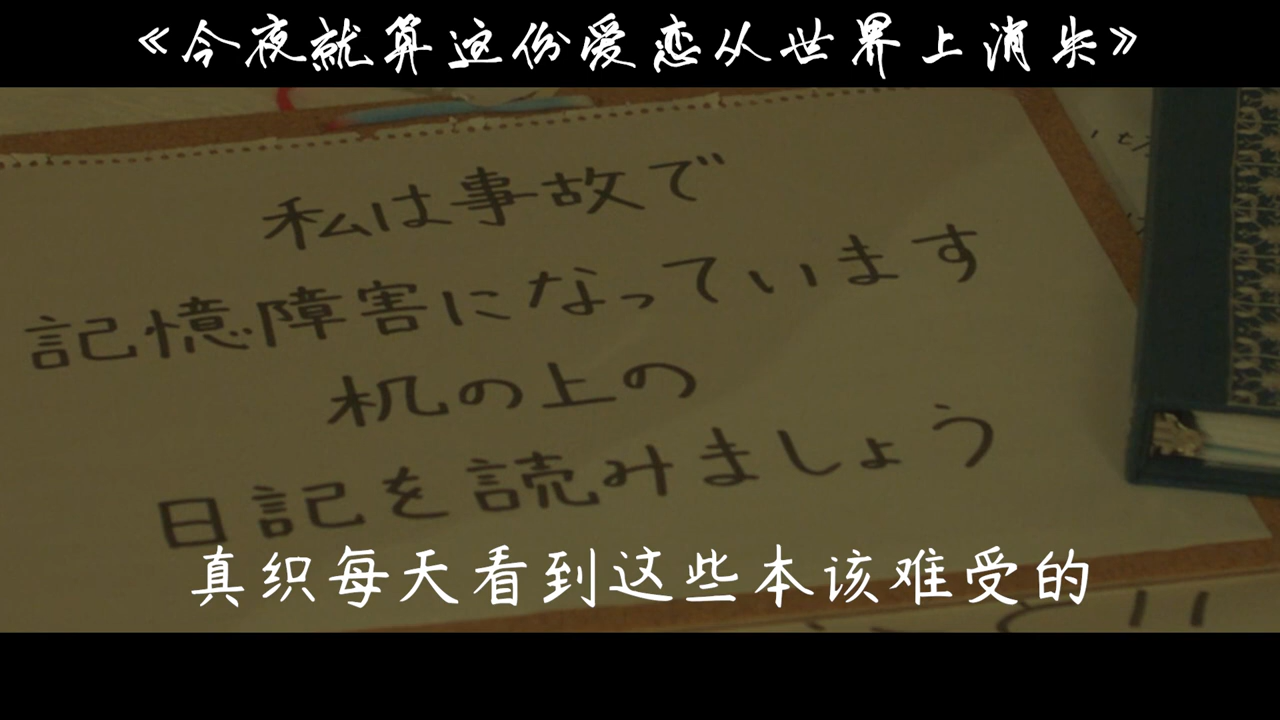 《今夜就算这份爱恋从世界上消失》
私は事故で
記憶障害になっています
机の上の
日記を読みましょう
真织每天看到这些本该难受的